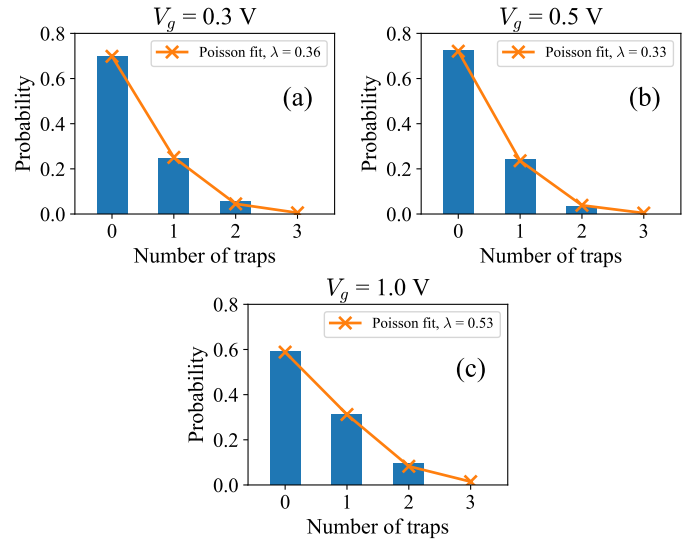 V_g = 0.3 V
Poisson fit, λ = 0.36
(a)
Probability
0.8
0.6
0.4
0.2
0.0
0 1 2 3
Number of traps
V_g = 0.5 V
Poisson fit, λ = 0.33
(b)
Probability
0.8
0.6
0.4
0.2
0.0
0 1 2 3
Number of traps
V_g = 1.0 V
Poisson fit, λ = 0.53
(c)
Probability
0.8
0.6
0.4
0.2
0.0
0 1 2 3
Number of traps